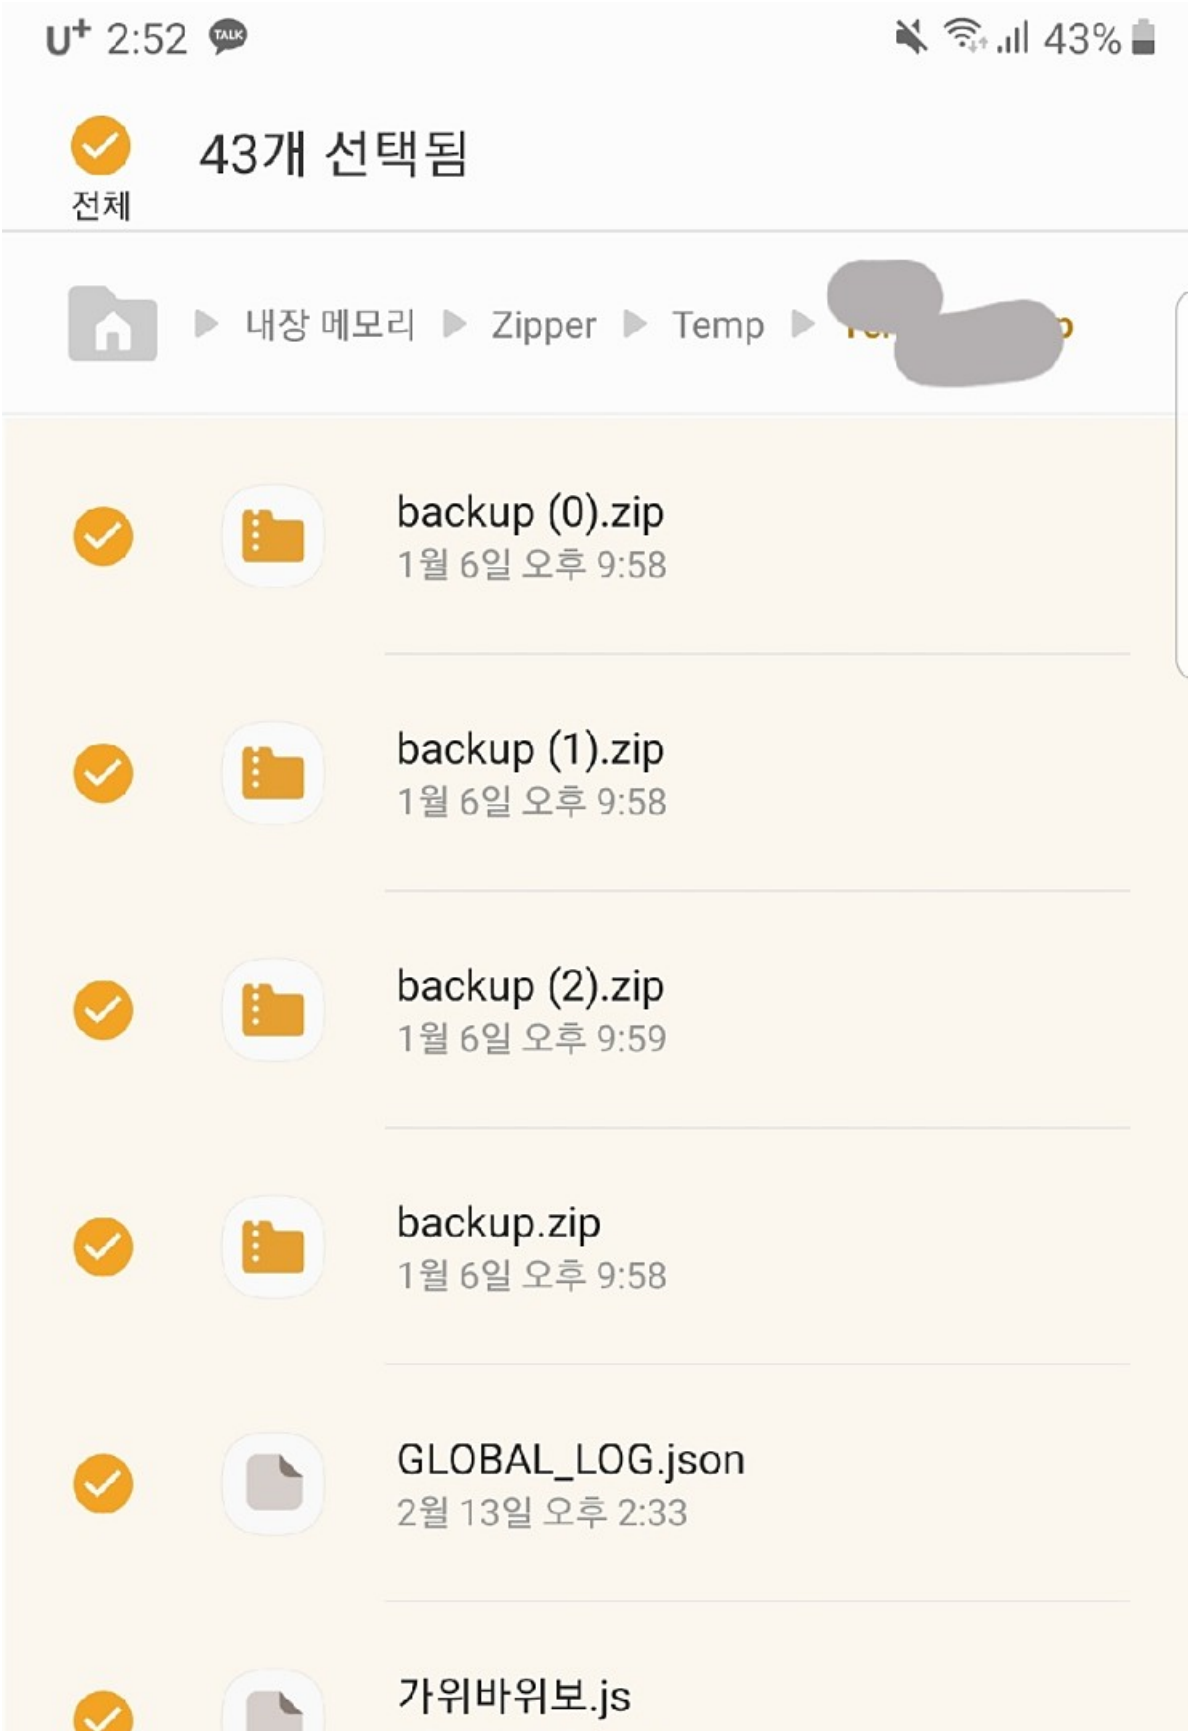 U+ 2:52 TALK 43%
43개 선택됨
전체
내장 메모리 Zipper Temp
backup (0).zip
1월 6일 오후 9:58
backup (1).zip
1월 6일 오후 9:58
backup (2).zip
1월 6일 오후 9:59
backup.zip
1월 6일 오후 9:58
GLOBAL_LOG.json
2월 13일 오후 2:33
가위바위보.js